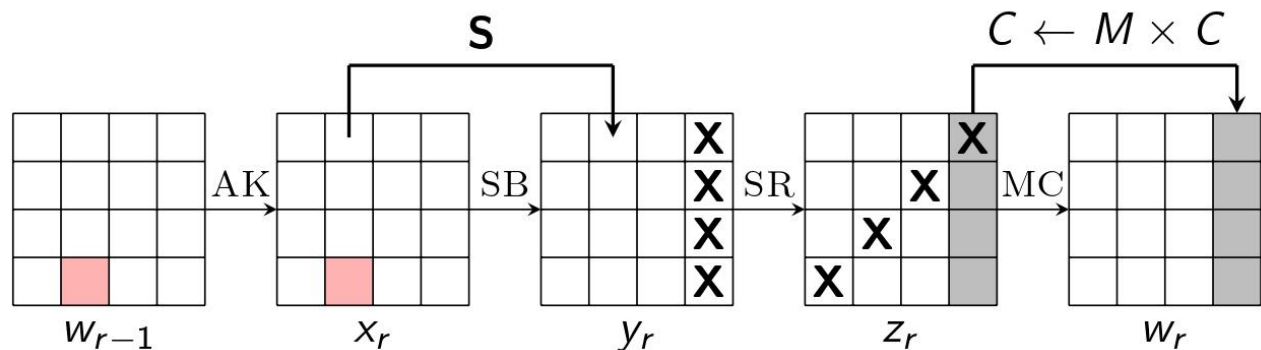 S
C ← M × C
AK SB SR MC
X X
X X
X X
X X
w_{r−1} x_r y_r z_r w_r